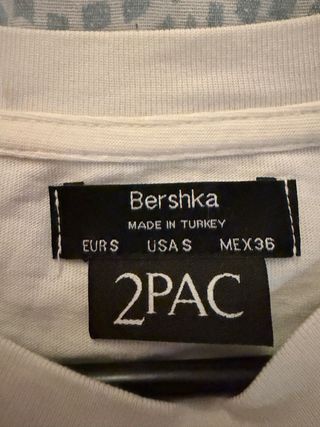 Bershka
MADE IN TURKEY
EUR S USA S MEX 36
2PAC